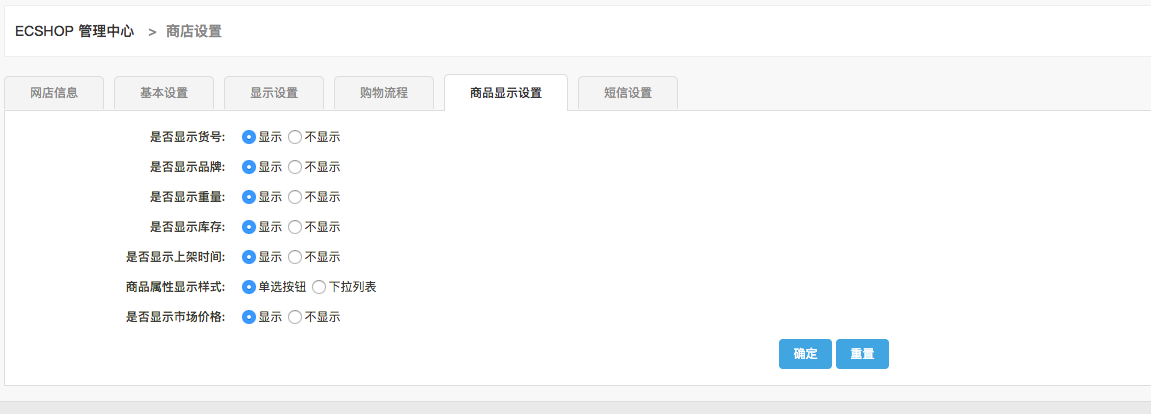 ECSHOP 管理中心 > 商店设置
网店信息 基本设置 显示设置 购物流程 商品显示设置 短信设置
是否显示货号: 显示 不显示
是否显示品牌: 显示 不显示
是否显示重量: 显示 不显示
是否显示库存: 显示 不显示
是否显示上架时间: 显示 不显示
商品属性显示样式: 单选按钮 下拉列表
是否显示市场价格: 显示 不显示
确定 重置